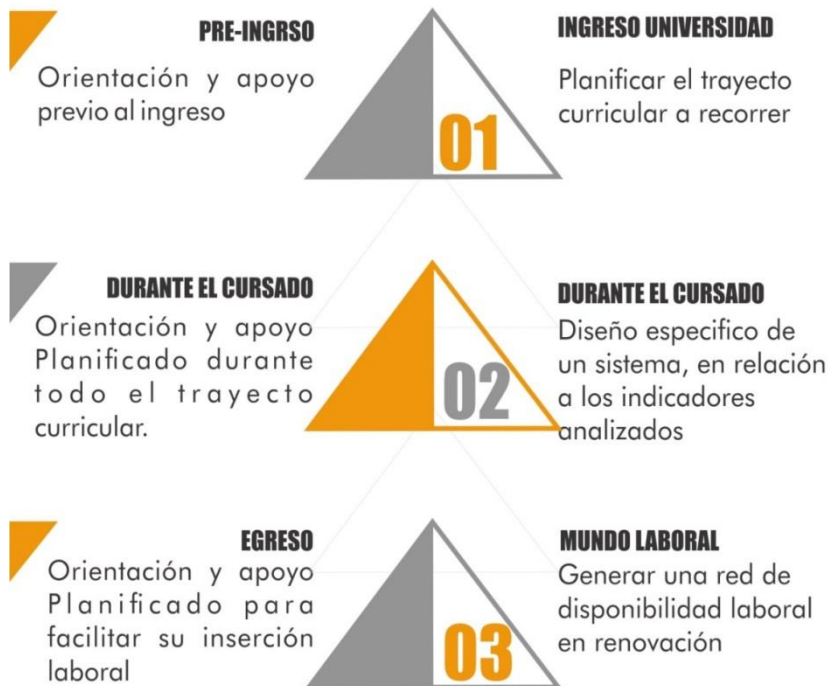 PRE-INGRSO
Orientación y apoyo
previo al ingreso
01
INGRESO UNIVERSIDAD
Planificar el trayecto
curricular a recorrer
DURANTE EL CURSADO
Orientación y apoyo
Planificado durante
todo el trayecto
curricular.
02
DURANTE EL CURSADO
Diseño especifico de
un sistema, en relación
a los indicadores
analizados
EGRESO
Orientación y apoyo
Planificado para
facilitar su inserción
laboral
03
MUNDO LABORAL
Generar una red de
disponibilidad laboral
en renovación